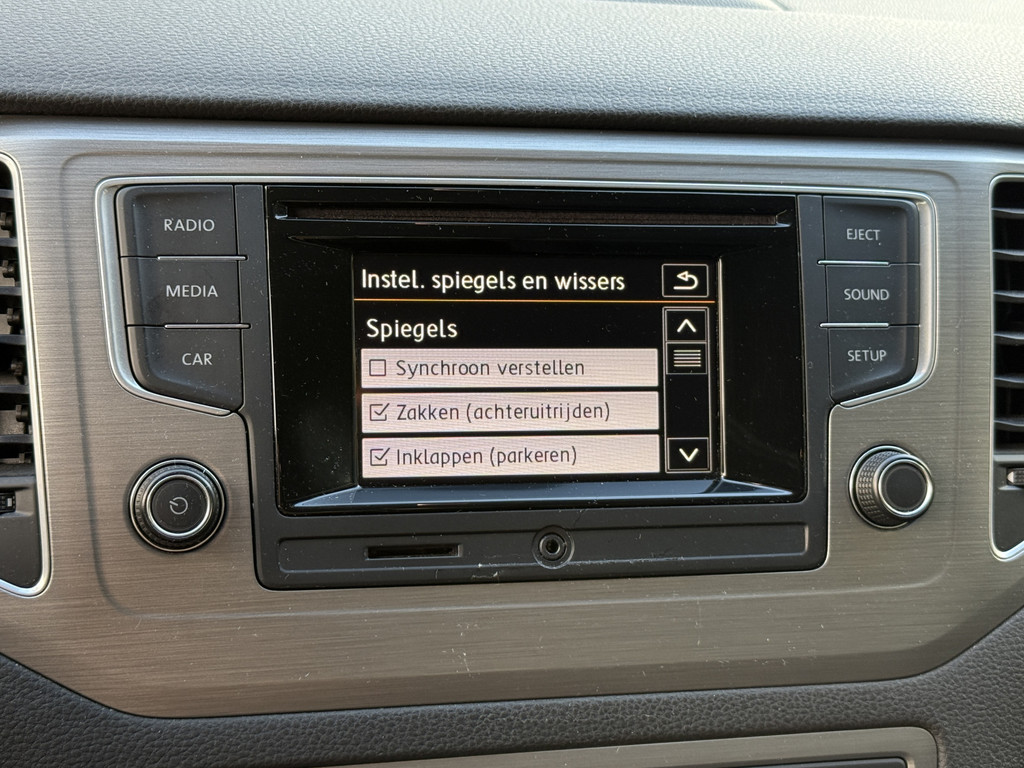 RADIO
MEDIA
CAR
Instel. spiegels en wissers
Spiegels
Synchroon verstellen
Zakken (achteruitrijden)
Inklappen (parkeren)
EJECT
SOUND
SETUP